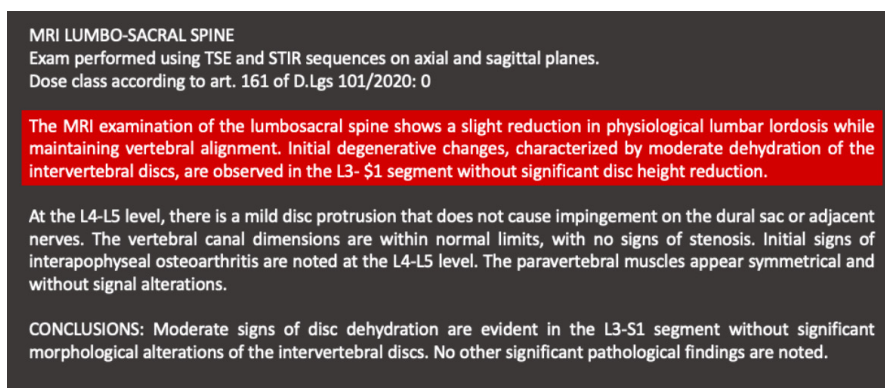 MRI LUMBO-SACRAL SPINE
Exam performed using TSE and STIR sequences on axial and sagittal planes.
Dose class according to art. 161 of D.Lgs 101/2020: 0
The MRI examination of the lumbosacral spine shows a slight reduction in physiological lumbar lordosis while
maintaining vertebral alignment. Initial degenerative changes, characterized by moderate dehydration of the
intervertebral discs, are observed in the L3- $1 segment without significant disc height reduction.
At the L4-L5 level, there is a mild disc protrusion that does not cause impingement on the dural sac or adjacent
nerves. The vertebral canal dimensions are within normal limits, with no signs of stenosis. Initial signs of
interapophyseal osteoarthritis are noted at the L4-L5 level. The paravertebral muscles appear symmetrical and
without signal alterations.
CONCLUSIONS: Moderate signs of disc dehydration are evident in the L3-S1 segment without significant
morphological alterations of the intervertebral discs. No other significant pathological findings are noted.